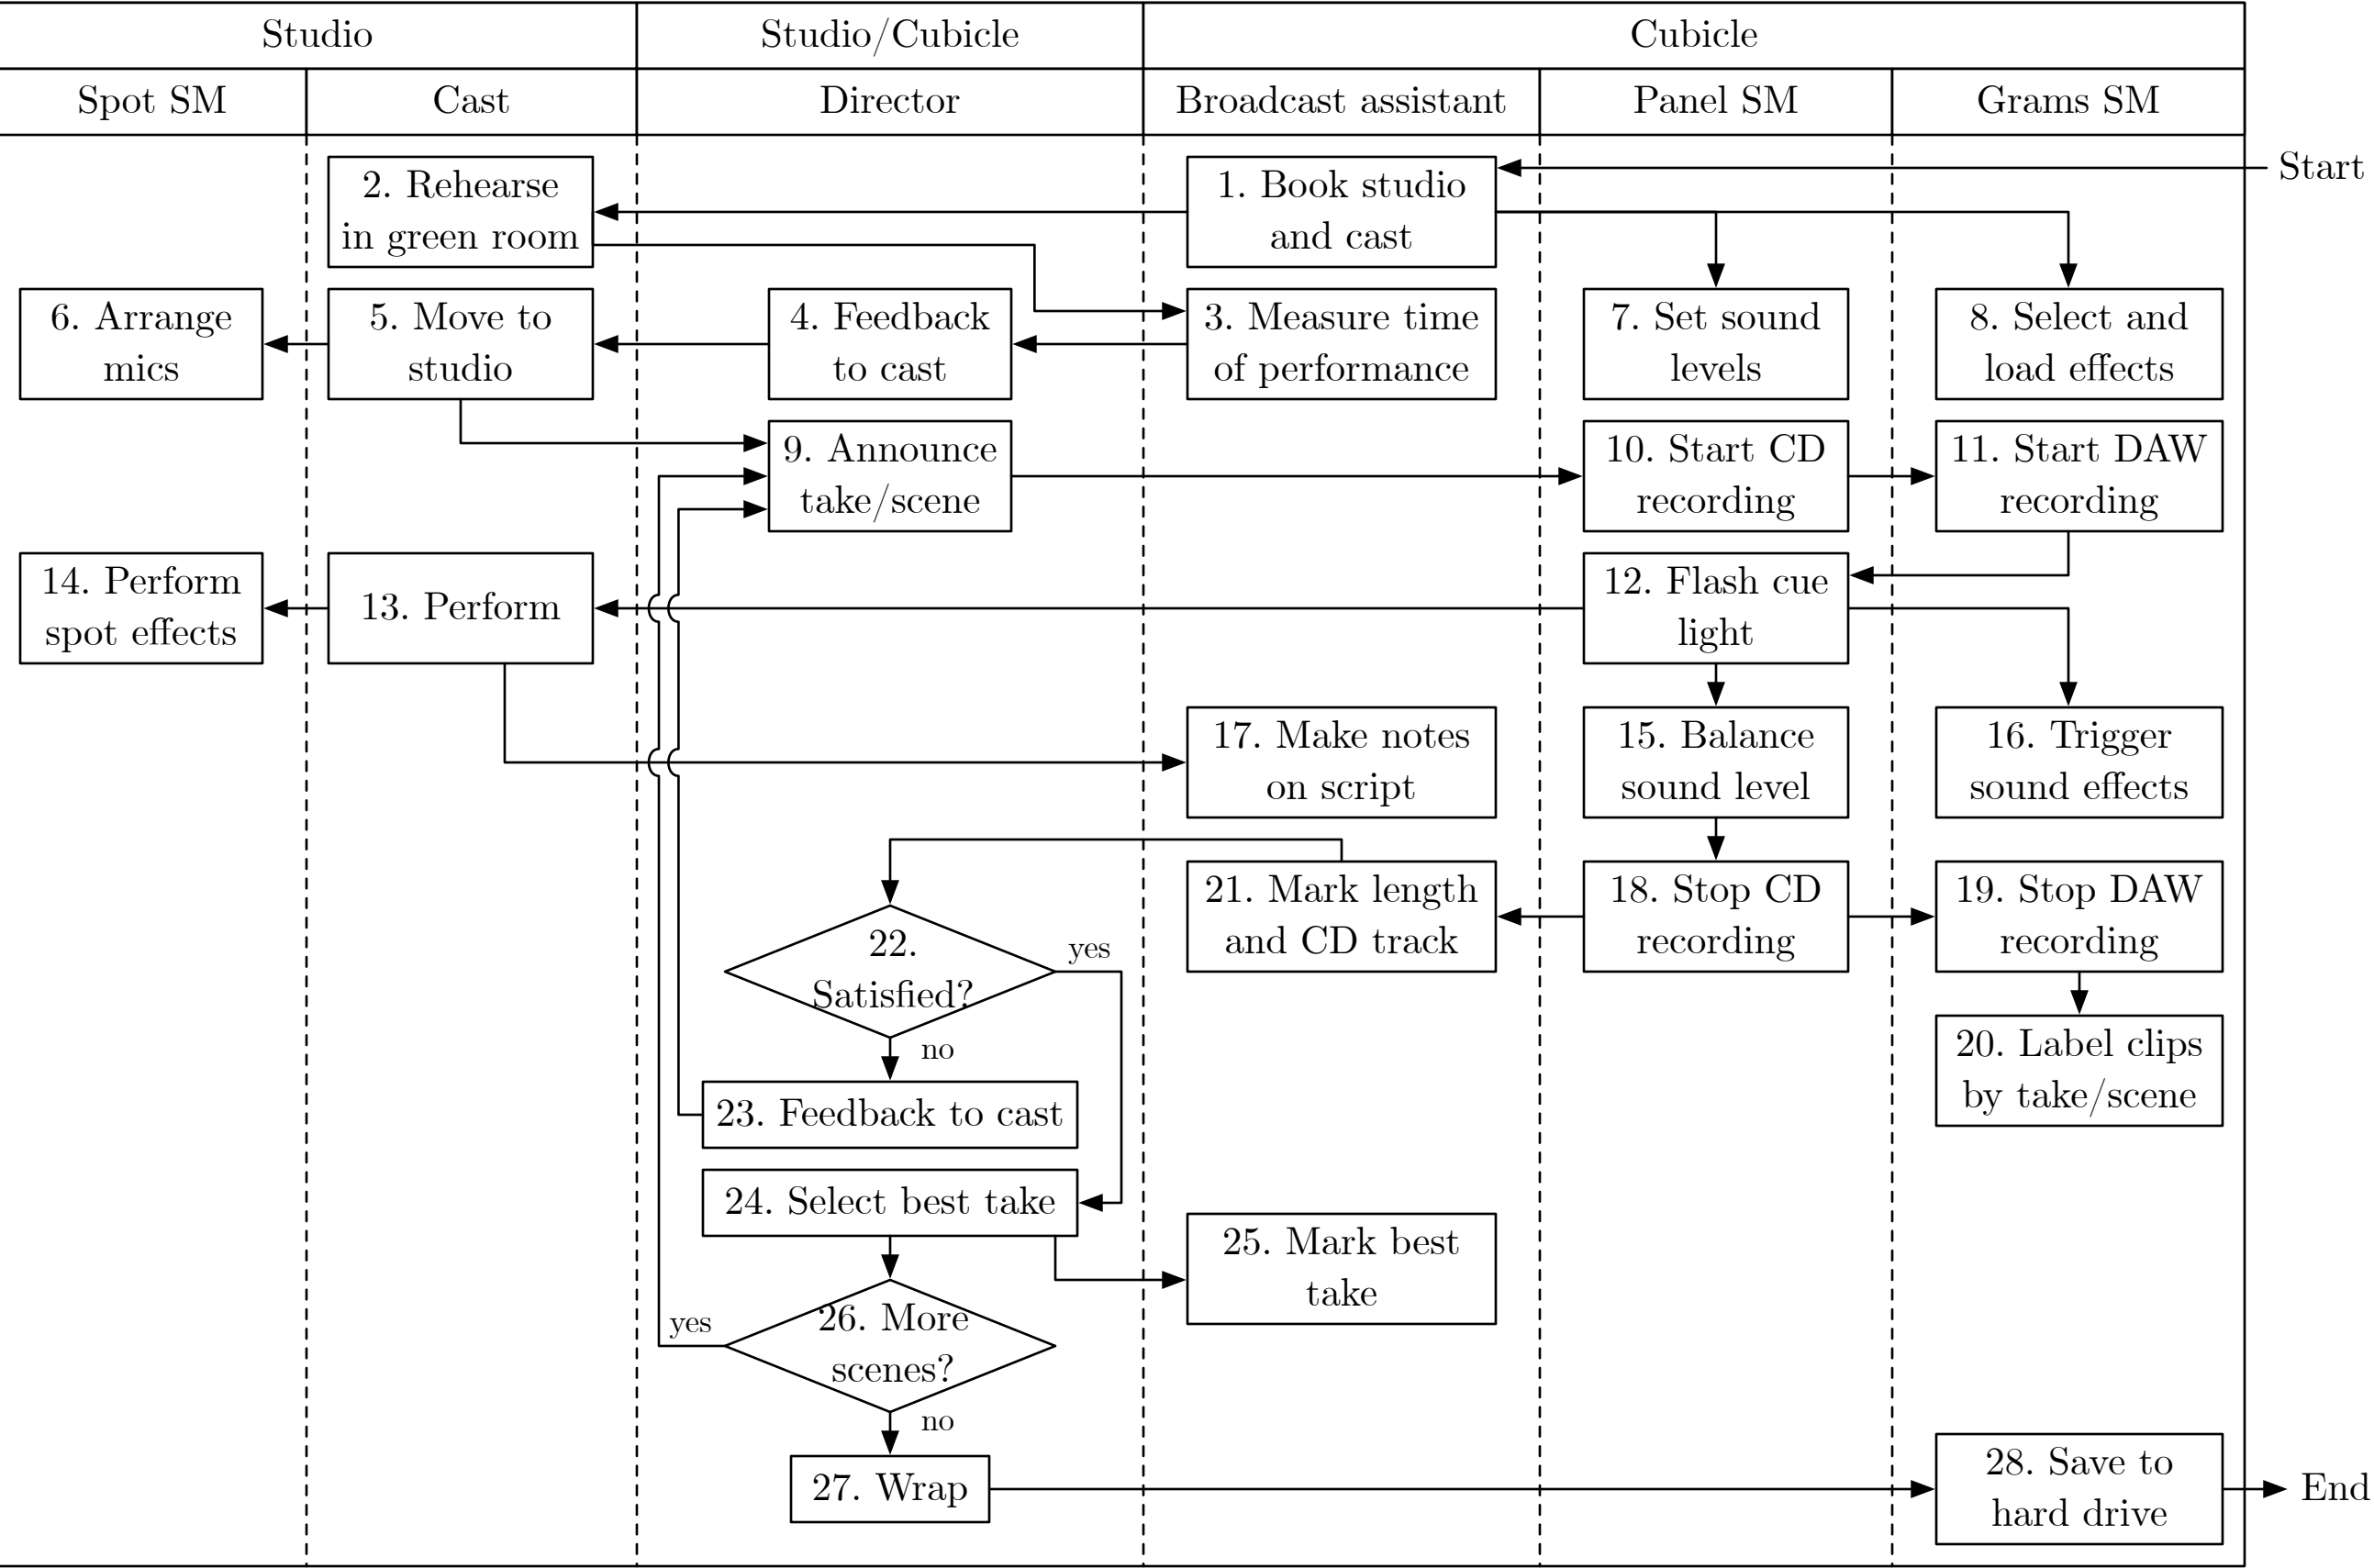 Studio
Studio/Cubicle
Cubicle
Spot SM
Cast
Director
Broadcast assistant
Panel SM
Grams SM
Start
2. Rehearse
in green room
1. Book studio
and cast
6. Arrange
mics
5. Move to
studio
4. Feedback
to cast
3. Measure time
of performance
7. Set sound
levels
8. Select and
load effects
9. Announce
take/scene
10. Start CD
recording
11. Start DAW
recording
14. Perform
spot effects
13. Perform
12. Flash cue
light
17. Make notes
on script
15. Balance
sound level
16. Trigger
sound effects
21. Mark length
and CD track
18. Stop CD
recording
19. Stop DAW
recording
22.
Satisfied?
yes
no
20. Label clips
by take/scene
23. Feedback to cast
24. Select best take
25. Mark best
take
26. More
scenes?
yes
no
27. Wrap
28. Save to
hard drive
End